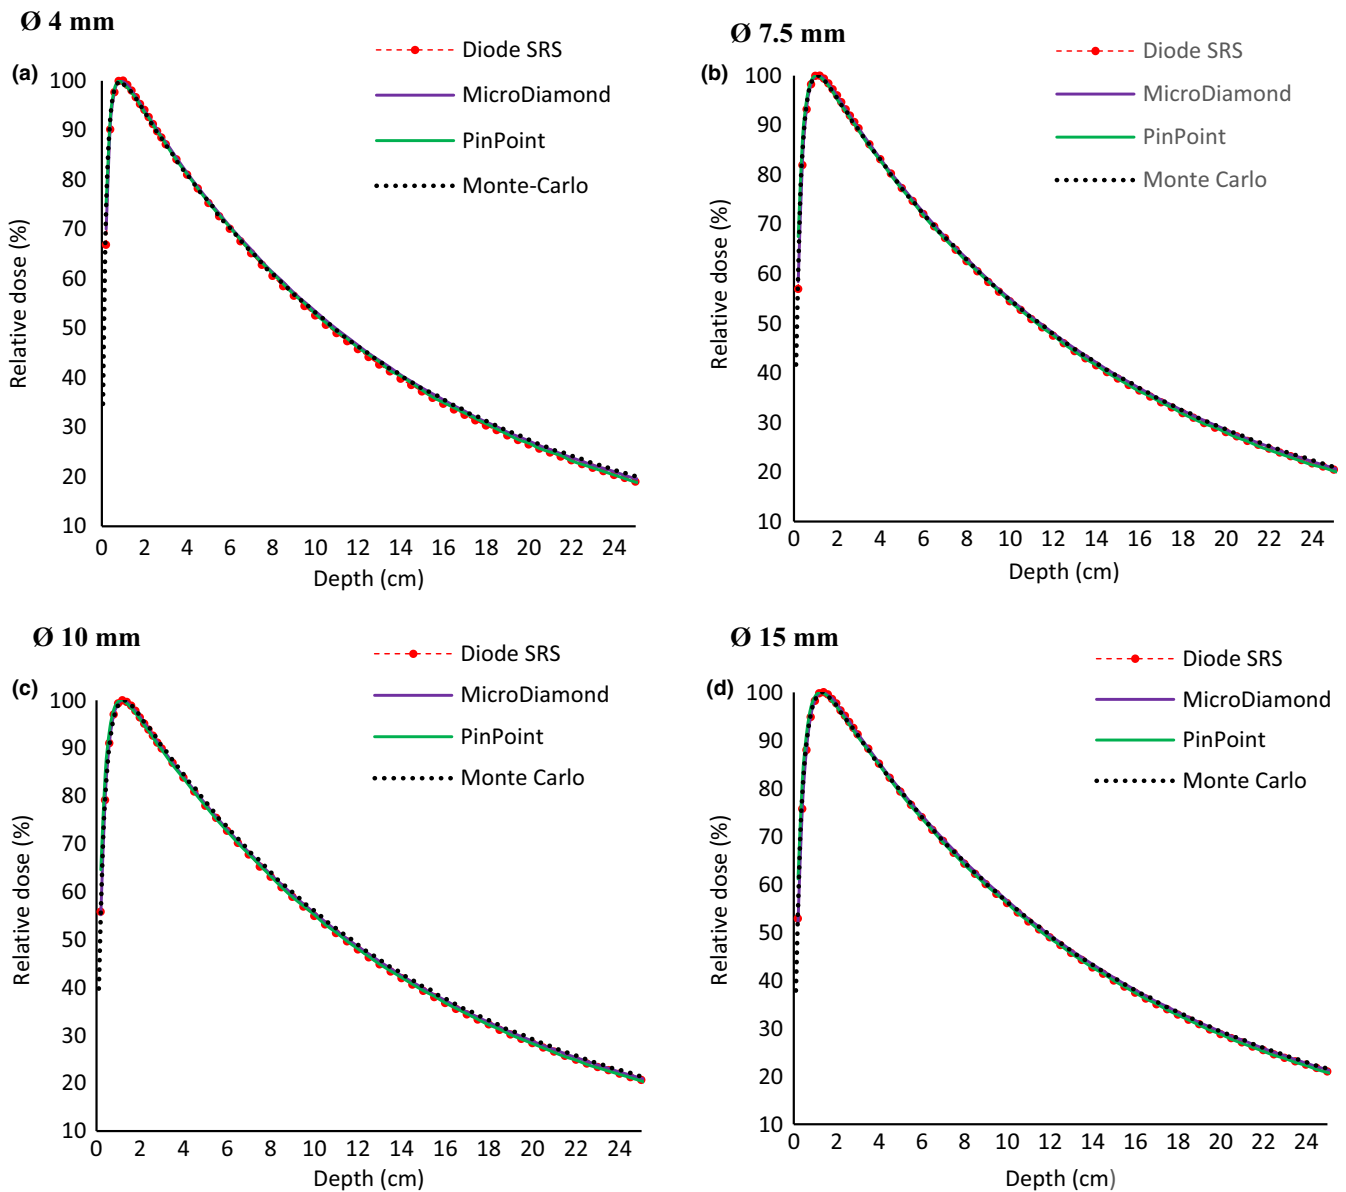 Ø 4 mm
(a)
Diode SRS
MicroDiamond
PinPoint
Monte-Carlo
Relative dose (%)
100
90
80
70
60
50
40
30
20
10
0 2 4 6 8 10 12 14 16 18 20 22 24
Depth (cm)
Ø 7.5 mm
(b)
Diode SRS
MicroDiamond
PinPoint
Monte Carlo
Relative dose (%)
100
90
80
70
60
50
40
30
20
10
0 2 4 6 8 10 12 14 16 18 20 22 24
Depth (cm)
Ø 10 mm
(c)
Diode SRS
MicroDiamond
PinPoint
Monte Carlo
Relative dose (%)
100
90
80
70
60
50
40
30
20
10
0 2 4 6 8 10 12 14 16 18 20 22 24
Depth (cm)
Ø 15 mm
(d)
Diode SRS
MicroDiamond
PinPoint
Monte Carlo
Relative dose (%)
100
90
80
70
60
50
40
30
20
10
0 2 4 6 8 10 12 14 16 18 20 22 24
Depth (cm)